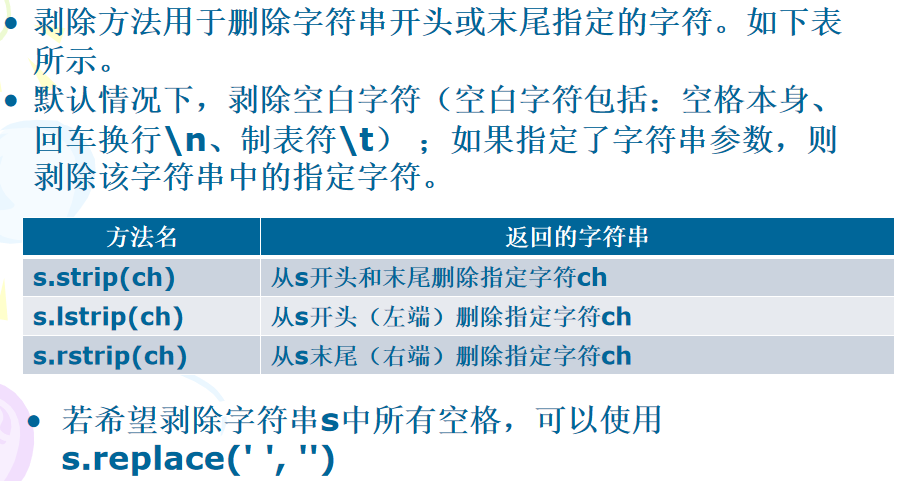 • 剥除方法用于删除字符串开头或末尾指定的字符。如下表
所示。
• 默认情况下，剥除空白字符（空白字符包括：空格本身、
回车换行\n、制表符\t）；如果指定了字符串参数，则
剥除该字符串中的指定字符。
方法名 返回的字符串
s.strip(ch) 从s开头和末尾删除指定字符ch
s.lstrip(ch) 从s开头（左端）删除指定字符ch
s.rstrip(ch) 从s末尾（右端）删除指定字符ch
• 若希望剥除字符串s中所有空格，可以使用
s.replace(' ', '')